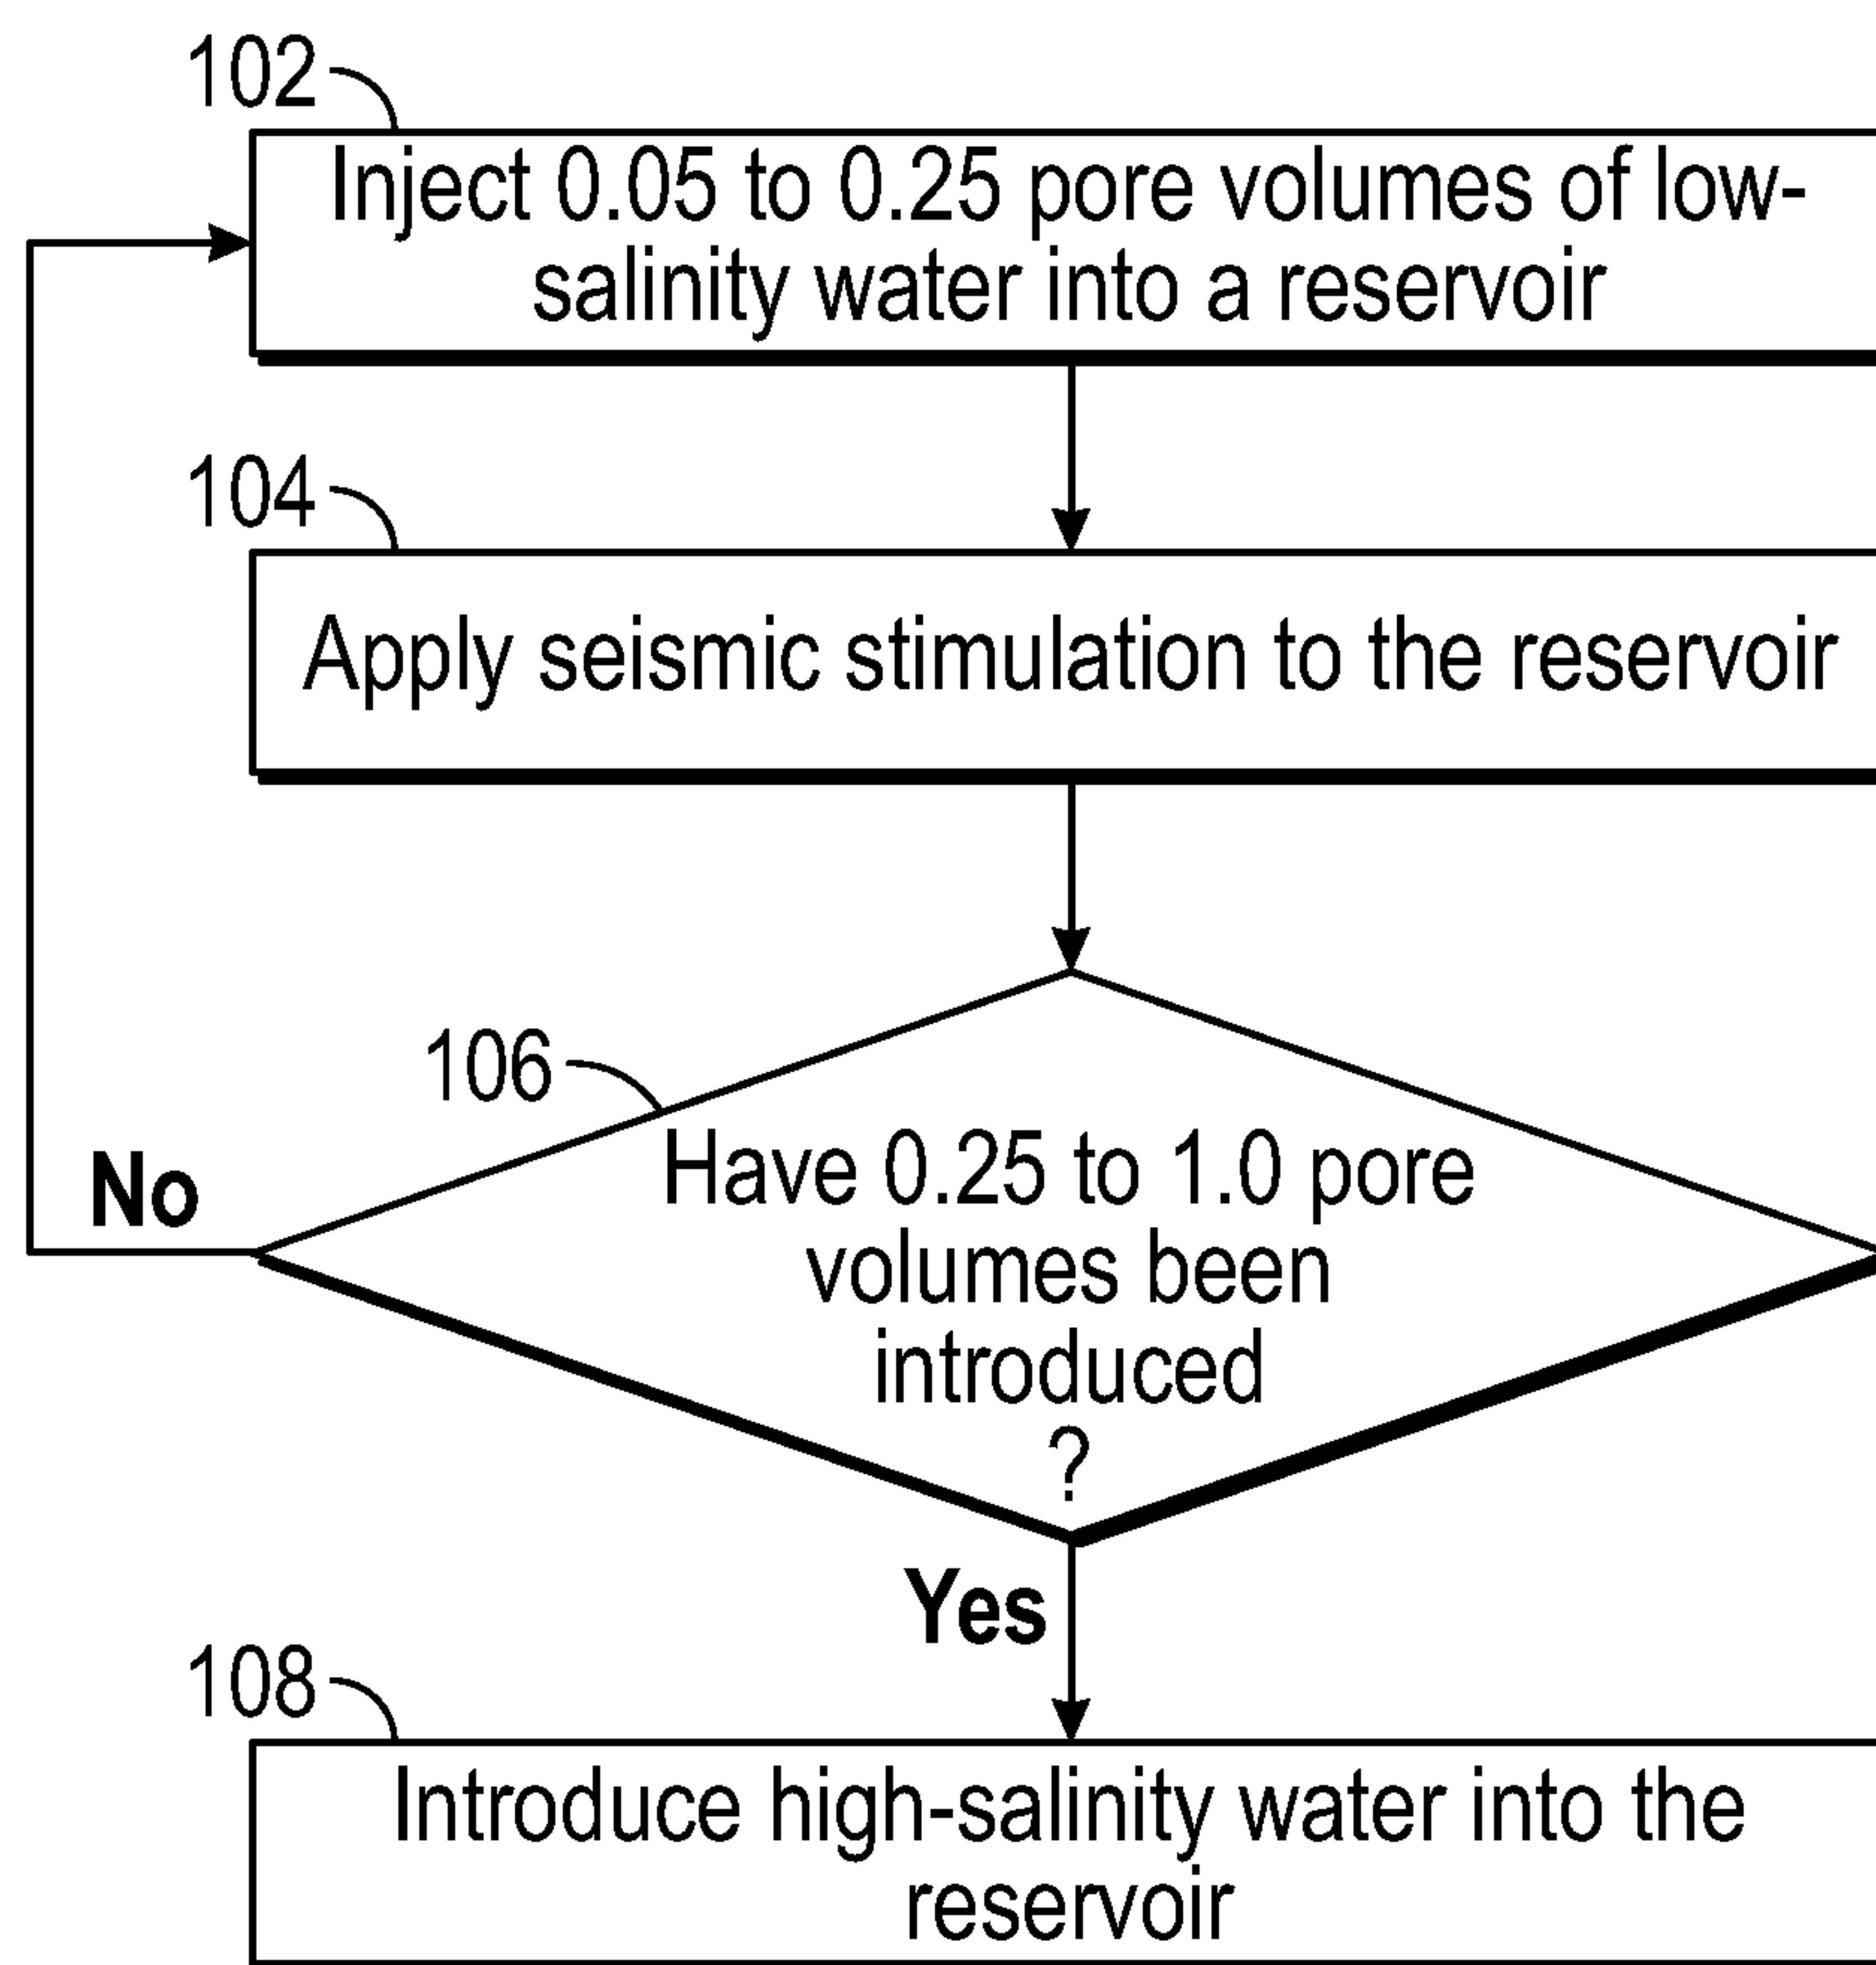 102
Inject 0.05 to 0.25 pore volumes of low-
salinity water into a reservoir
104
Apply seismic stimulation to the reservoir
106
Have 0.25 to 1.0 pore
volumes been
introduced
?
No
Yes
108
Introduce high-salinity water into the
reservoir